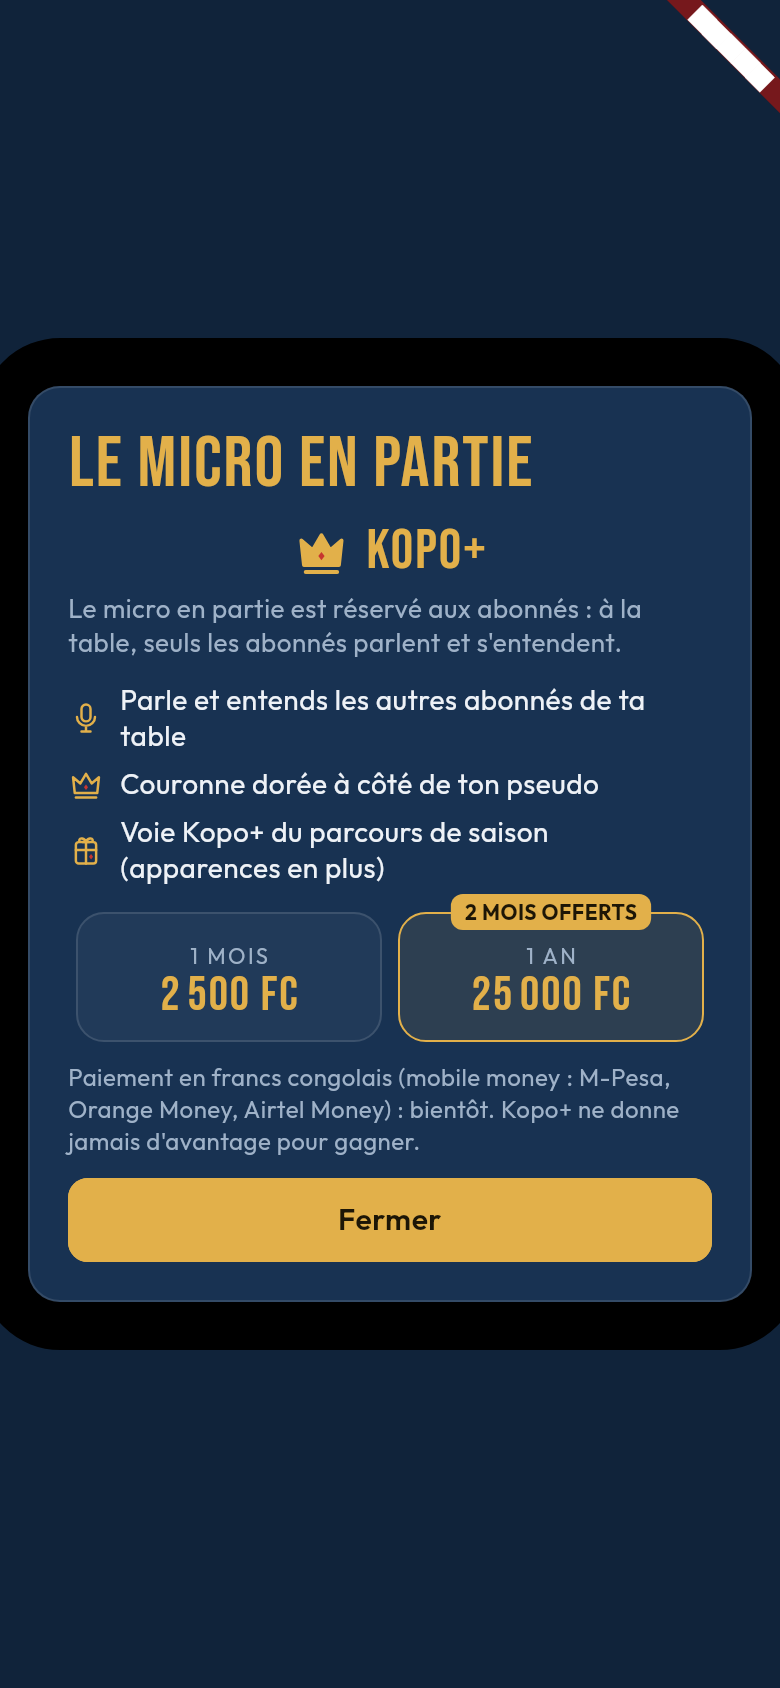 LE MICRO EN PARTIE
KOPO+
Le micro en partie est réservé aux abonnés : à la
table, seuls les abonnés parlent et s'entendent.
Parle et entends les autres abonnés de ta
table
Couronne dorée à côté de ton pseudo
Voie Kopo+ du parcours de saison
(apparences en plus)
2 MOIS OFFERTS
1 MOIS
2 500 FC
1 AN
25 000 FC
Paiement en francs congolais (mobile money : M-Pesa,
Orange Money, Airtel Money) : bientôt. Kopo+ ne donne
jamais d'avantage pour gagner.
Fermer